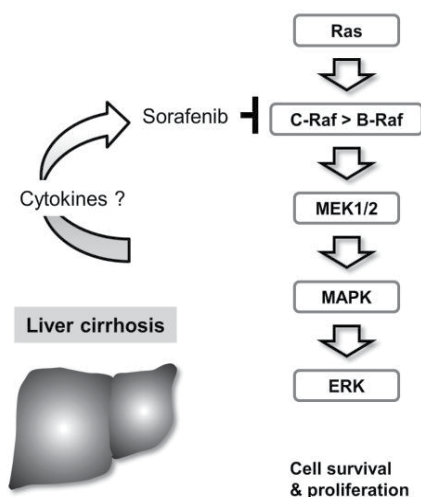 Ras
Sorafenib
C-Raf > B-Raf
Cytokines ?
MEK1/2
MAPK
Liver cirrhosis
ERK
Cell survival
& proliferation